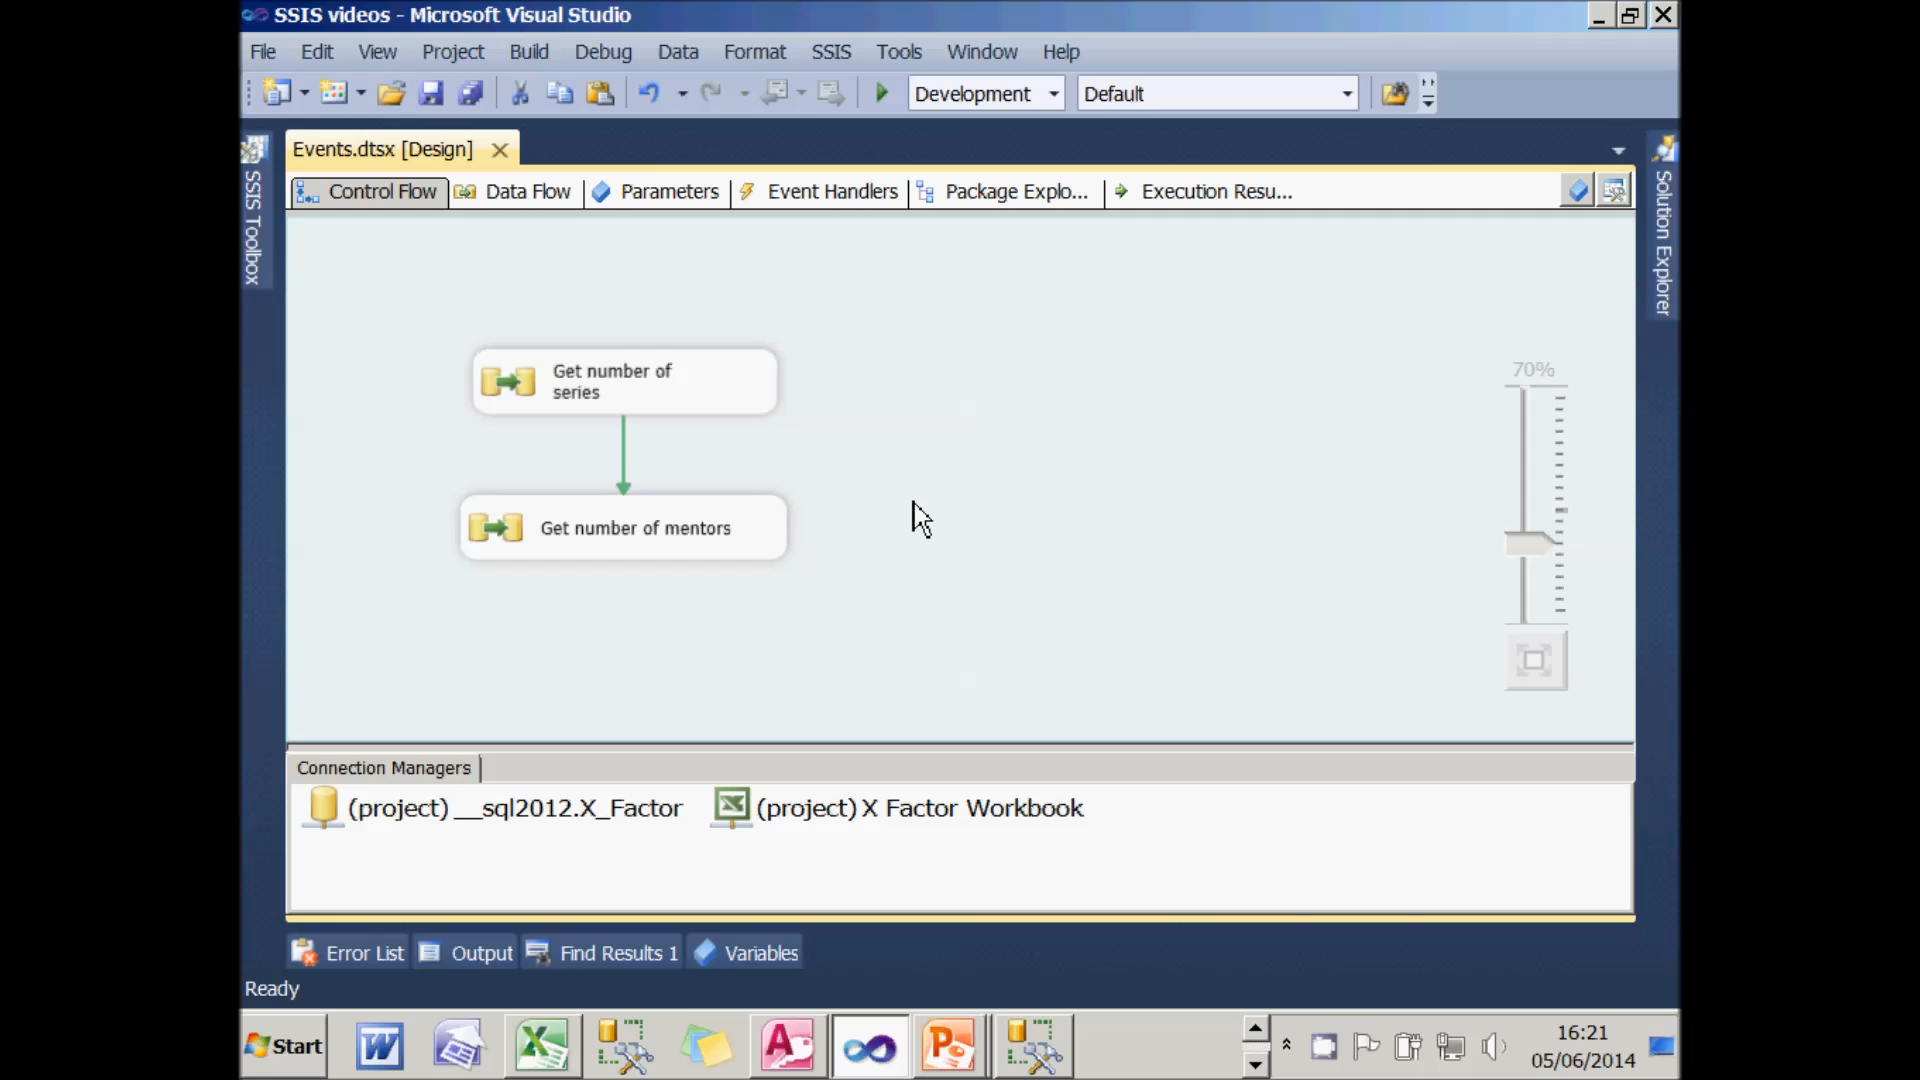 SSIS videos - Microsoft Visual Studio
File Edit View Project Build Debug Data Format SSIS Tools Window Help
Development Default
Events.dtsx [Design]
Control Flow Data Flow Parameters Event Handlers Package Explo... Execution Resu...
SSIS Toolbox
Solution Explorer
Get number of
series
70%
Get number of mentors
Connection Managers
(project) __sql2012.X_Factor (project) X Factor Workbook
Error List Output Find Results 1 Variables
Ready
Start
16:21
05/06/2014